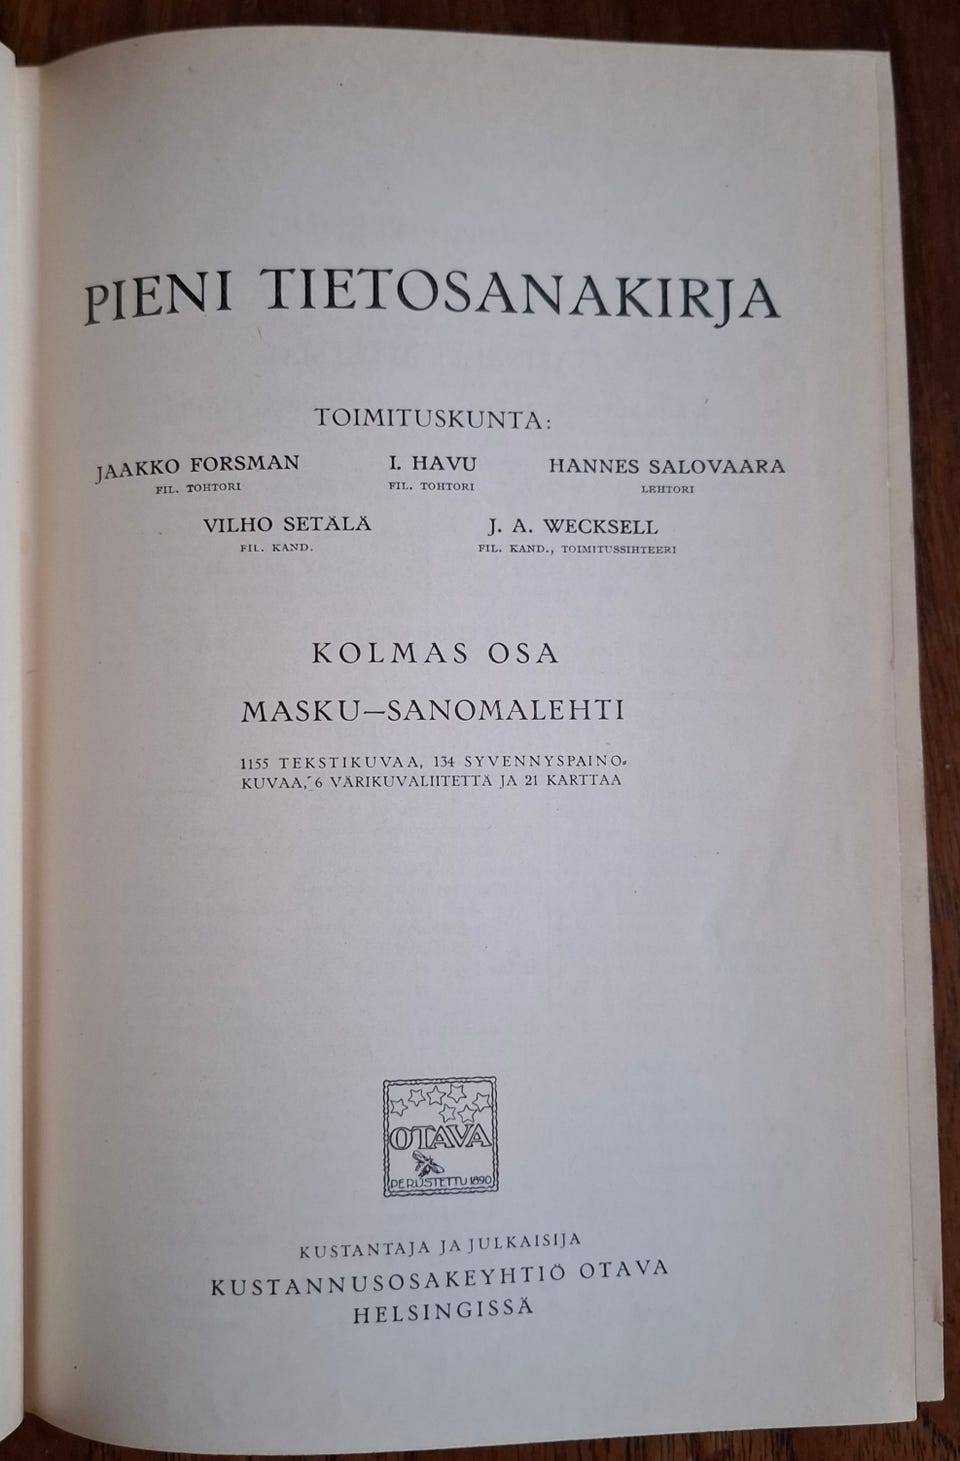 PIENI TIETOSANAKIRJA
TOIMITUSKUNTA:
JAAKKO FORSMAN I. HAVU HANNES SALOVAARA
FIL. TOHTORI FIL. TOHTORI LEHTORI
VILHO SETÄLÄ J. A. WECKSELL
FIL. KAND. FIL. KAND., TOIMITUSSIHTEERI
KOLMAS OSA
MASKU—SANOMALEHTI
1155 TEKSTIKUVAA, 134 SYVENNYSPAINO-
KUVAA, 6 VÄRIKUVALIITETTÄ JA 21 KARTTAA
OTAVA
PERUSTETTU 1890
KUSTANTAJA JA JULKAISIJA
KUSTANNUSOSAKEYHTIÖ OTAVA
HELSINGISSÄ